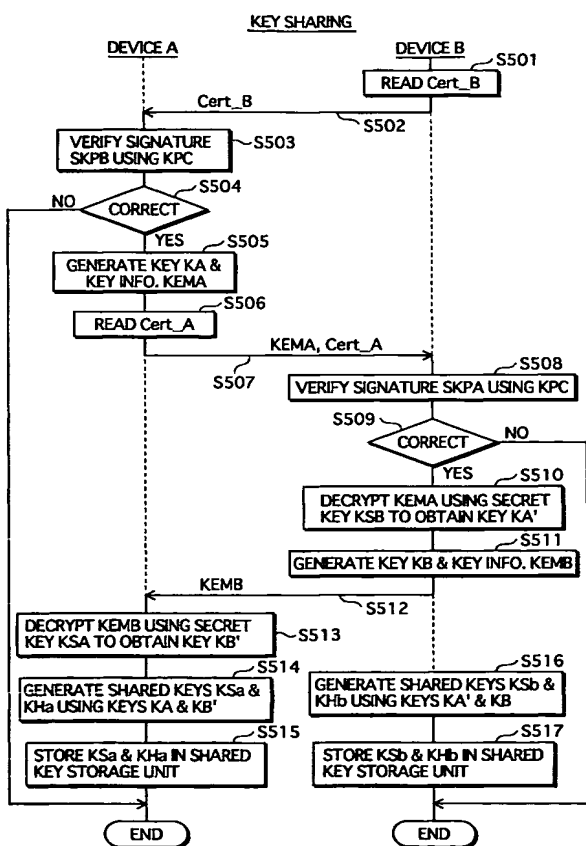 KEY SHARING
DEVICE A
DEVICE B
S501
READ Cert_B
Cert_B
S502
VERIFY SIGNATURE
SKPB USING KPC
S503
S504
NO
CORRECT
YES
S505
GENERATE KEY KA &
KEY INFO. KEMA
S506
READ Cert_A
KEMA, Cert_A
S507
S508
VERIFY SIGNATURE SKPA USING KPC
S509
CORRECT
NO
YES
S510
DECRYPT KEMA USING SECRET
KEY KSB TO OBTAIN KEY KA'
S511
GENERATE KEY KB & KEY INFO. KEMB
KEMB
S512
DECRYPT KEMB USING SECRET
KEY KSA TO OBTAIN KEY KB'
S513
S514
GENERATE SHARED KEYS KSa &
KHa USING KEYS KA & KB'
S516
GENERATE SHARED KEYS KSb &
KHb USING KEYS KA' & KB
S515
STORE KSa & KHa IN SHARED
KEY STORAGE UNIT
S517
STORE KSb & KHb IN SHARED
KEY STORAGE UNIT
END
END